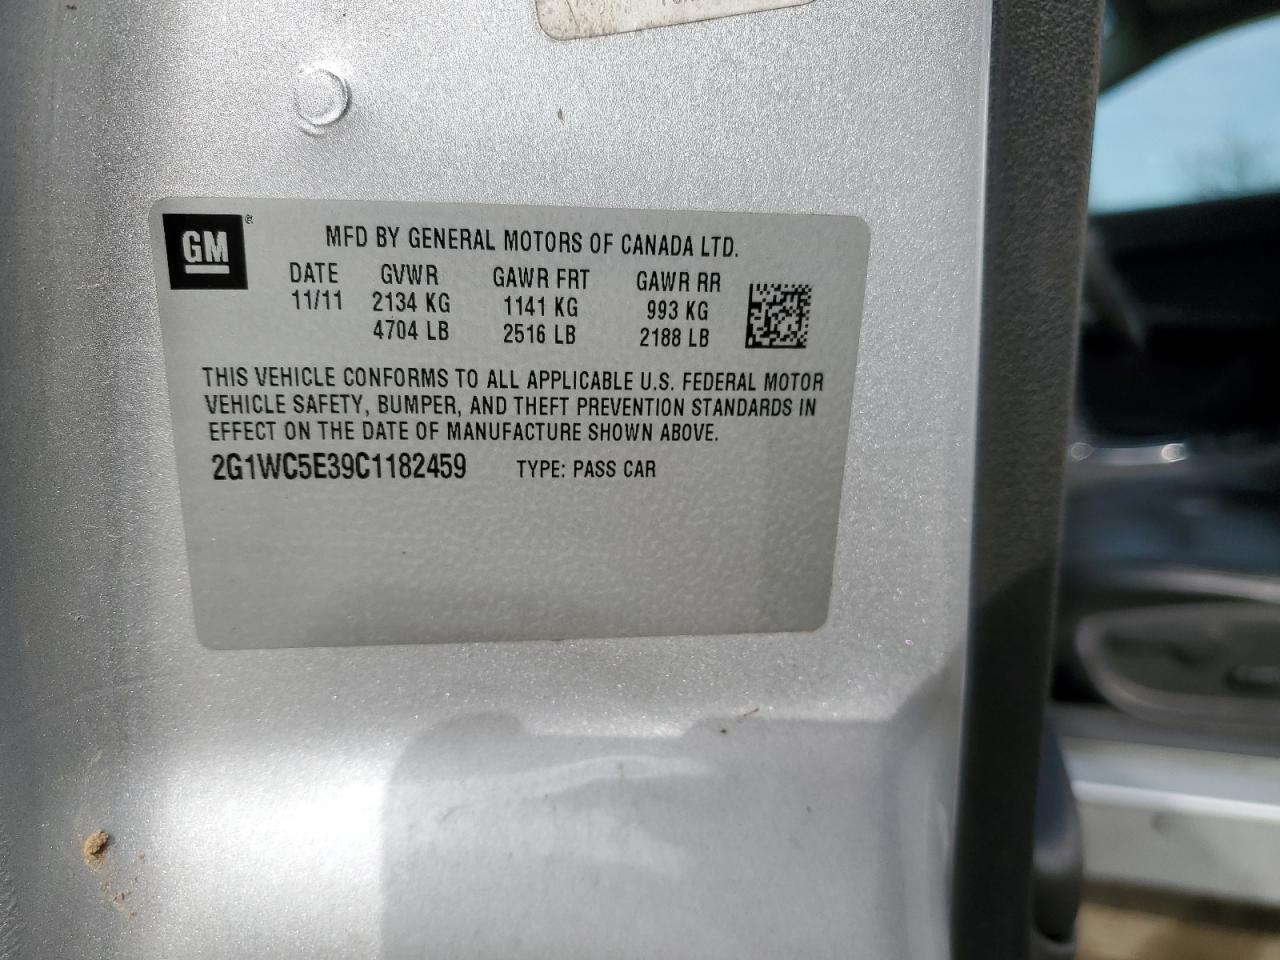 GM®
MFD BY GENERAL MOTORS OF CANADA LTD.
DATE GVWR GAWR FRT GAWR RR
11/11 2134 KG 1141 KG 993 KG
4704 LB 2516 LB 2188 LB
THIS VEHICLE CONFORMS TO ALL APPLICABLE U.S. FEDERAL MOTOR
VEHICLE SAFETY, BUMPER, AND THEFT PREVENTION STANDARDS IN
EFFECT ON THE DATE OF MANUFACTURE SHOWN ABOVE.
2G1WC5E39C1182459 TYPE: PASS CAR